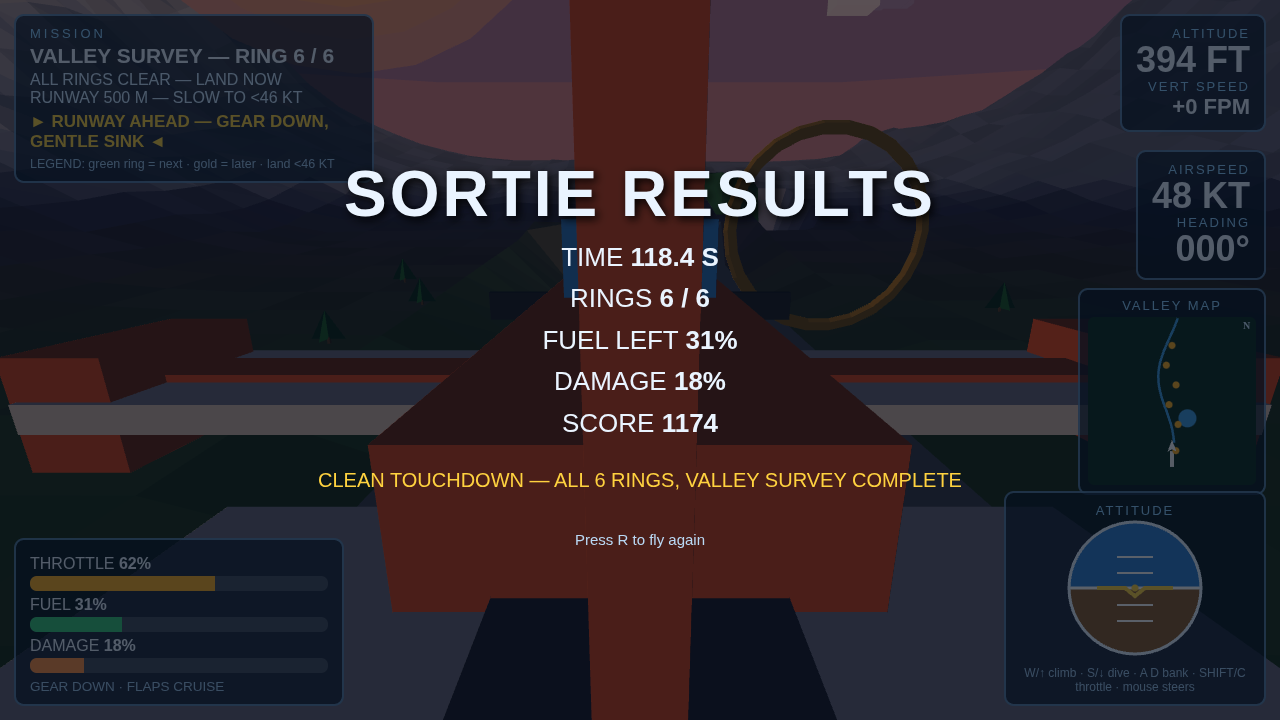 MISSION
VALLEY SURVEY — RING 6 / 6
ALL RINGS CLEAR — LAND NOW
RUNWAY 500 M — SLOW TO <46 KT
► RUNWAY AHEAD — GEAR DOWN,
GENTLE SINK ◄
LEGEND: green ring = next · gold = later · land <46 KT
ALTITUDE
394 FT
VERT SPEED
+0 FPM
AIRSPEED
48 KT
HEADING
000°
VALLEY MAP
N
SORTIE RESULTS
TIME 118.4 S
RINGS 6 / 6
FUEL LEFT 31%
DAMAGE 18%
SCORE 1174
CLEAN TOUCHDOWN — ALL 6 RINGS, VALLEY SURVEY COMPLETE
Press R to fly again
THROTTLE 62%
FUEL 31%
DAMAGE 18%
GEAR DOWN · FLAPS CRUISE
ATTITUDE
W/↑ climb · S/↓ dive · A D bank · SHIFT/C
throttle · mouse steers